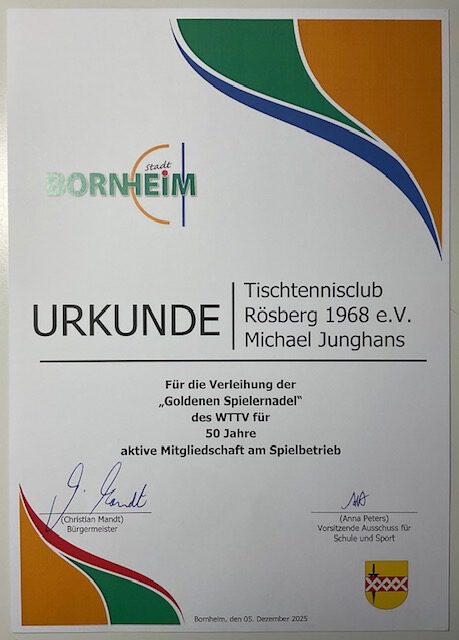 stadt
BORNHEIM
URKUNDE
Tischtennisclub
Rösberg 1968 e.V.
Michael Junghans
Für die Verleihung der
„Goldenen Spielernadel“
des WTTV für
50 Jahre
aktive Mitgliedschaft am Spielbetrieb
(Christian Mandt)
Bürgermeister
(Anna Peters)
Vorsitzende Ausschuss für
Schule und Sport
Bornheim, den 05. Dezember 2025